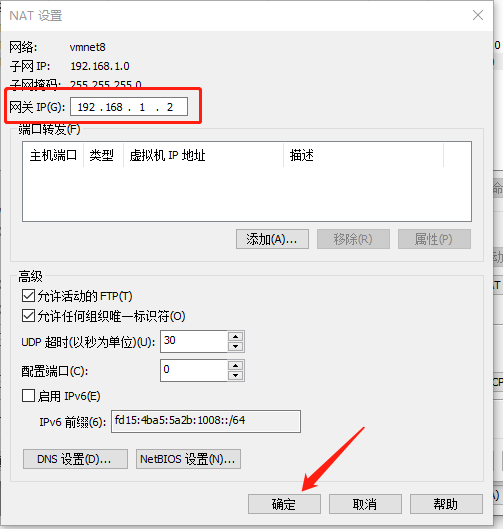 NAT 设置
网络: vmnet8
子网 IP: 192.168.1.0
子网掩码: 255.255.255.0
网关 IP(G): 192 . 168 . 1 . 2
端口转发(F)
主机端口 类型 虚拟机 IP 地址 描述
添加(A)... 移除(R) 属性(P)
高级
允许活动的 FTP(T)
允许任何组织唯一标识符(O)
UDP 超时(以秒为单位)(U): 30
配置端口(C): 0
启用 IPv6(E)
IPv6 前缀(6): fd15:4ba5:5a2b:1008::/64
DNS 设置(D)... NetBIOS 设置(N)...
确定 取消 帮助